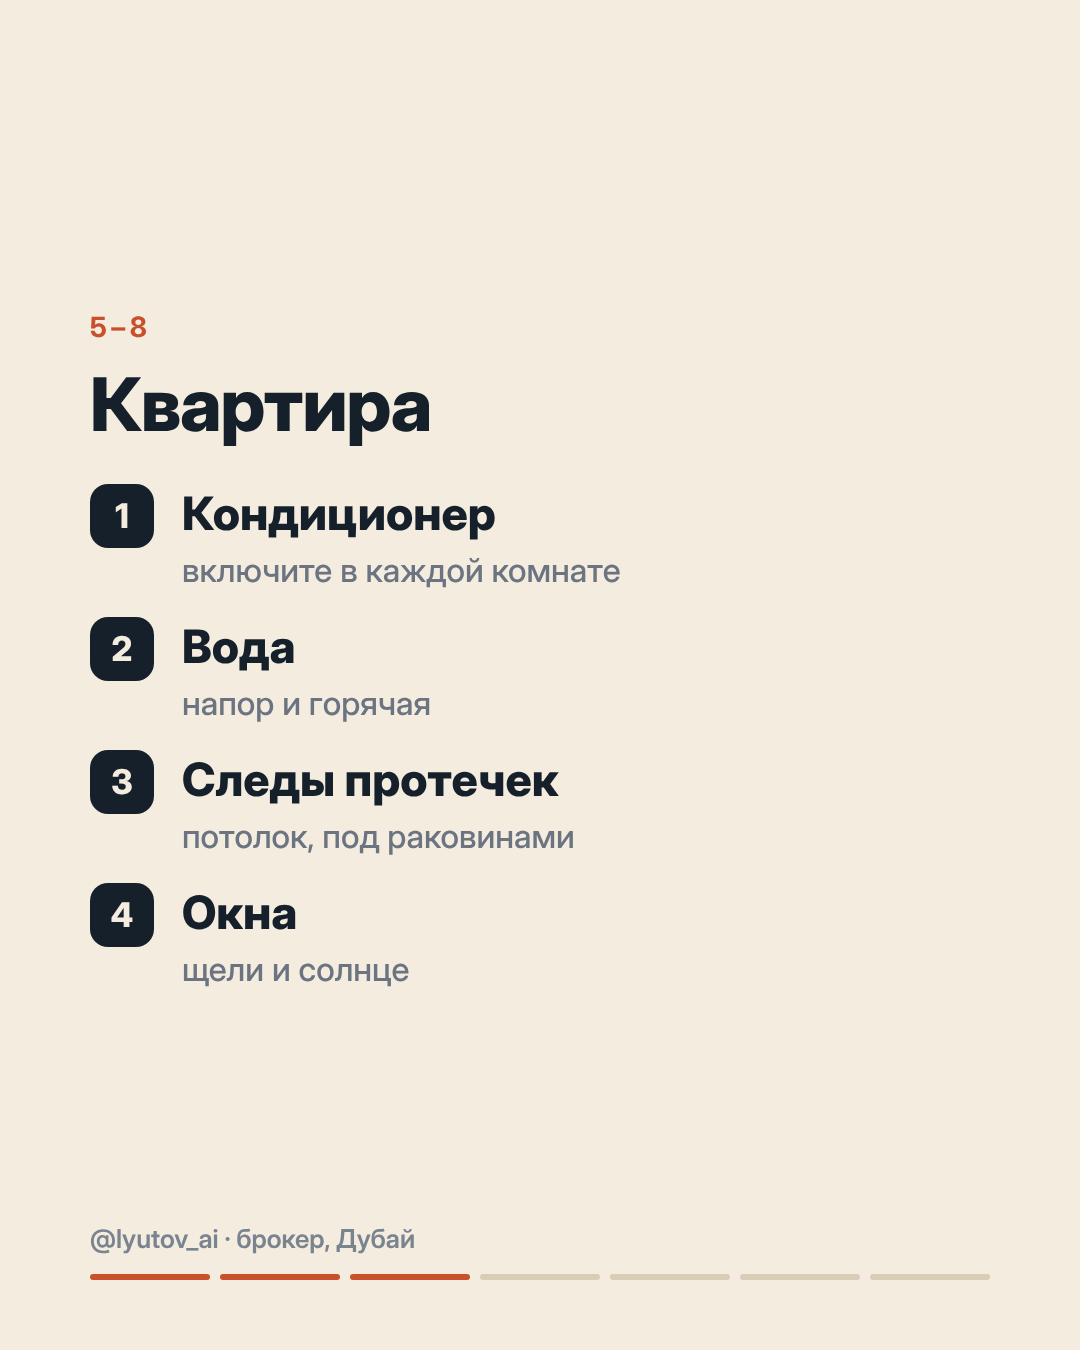 5–8
Квартира
1 Кондиционер
включите в каждой комнате
2 Вода
напор и горячая
3 Следы протечек
потолок, под раковинами
4 Окна
щели и солнце
@lyutov_ai · брокер, Дубай